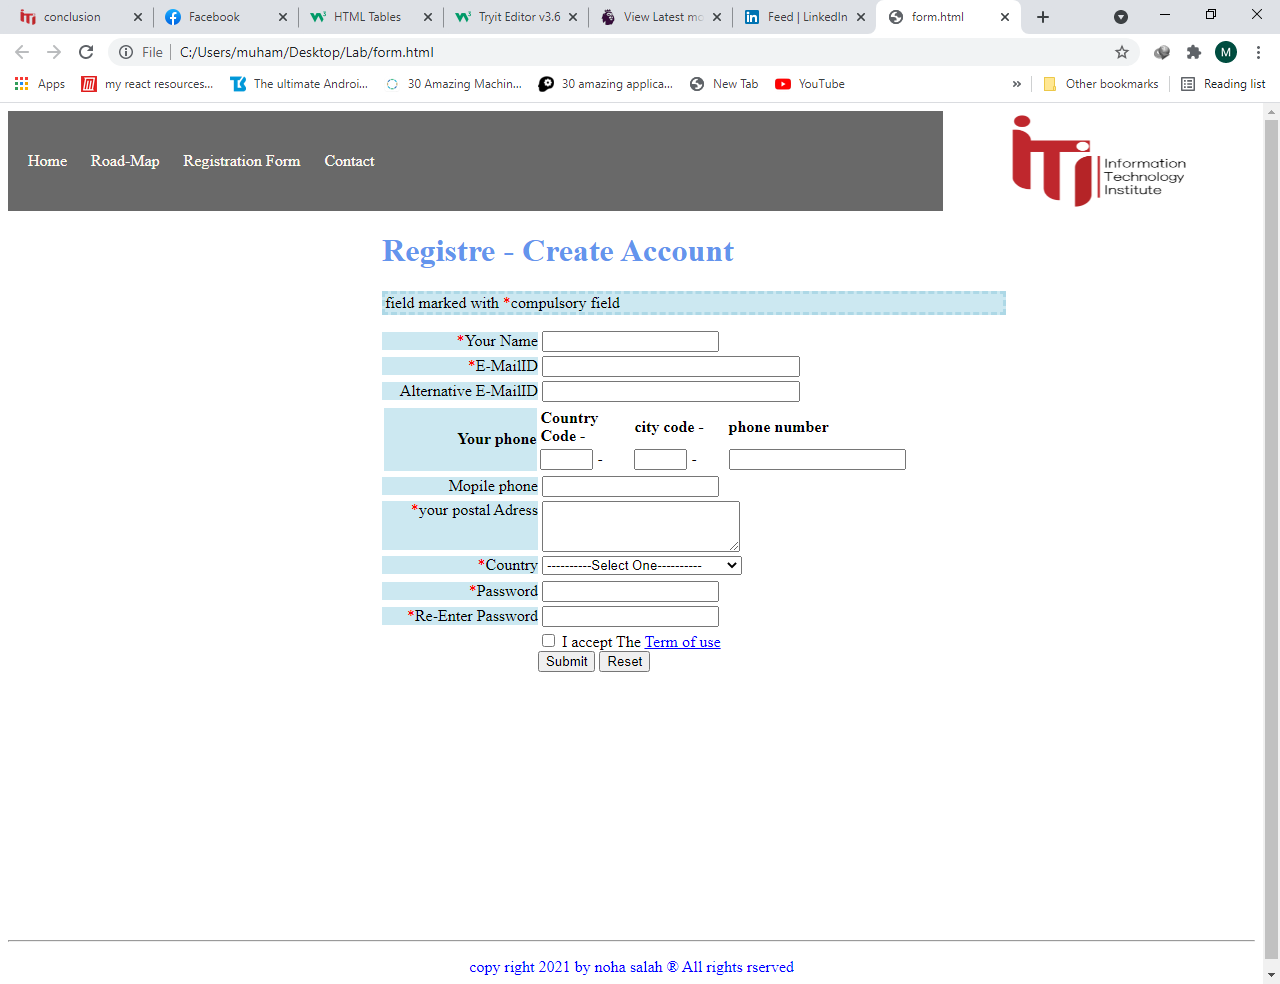 conclusion Facebook HTML Tables Tryit Editor v3.6 View Latest mo Feed | LinkedIn form.html
File C:/Users/muham/Desktop/Lab/form.html M
Apps my react resources... The ultimate Androi... 30 Amazing Machin... 30 amazing applica... New Tab YouTube » Other bookmarks Reading list
Home Road-Map Registration Form Contact
iTi Information
Technology
Institute
Registre - Create Account
field marked with *compulsory field
*Your Name
*E-MailID
Alternative E-MailID
Your phone Country Code - city code - phone number
- -
Mopile phone
*your postal Adress
*Country ----------Select One----------
*Password
*Re-Enter Password
I accept The Term of use
Submit Reset
copy right 2021 by noha salah ® All rights rserved